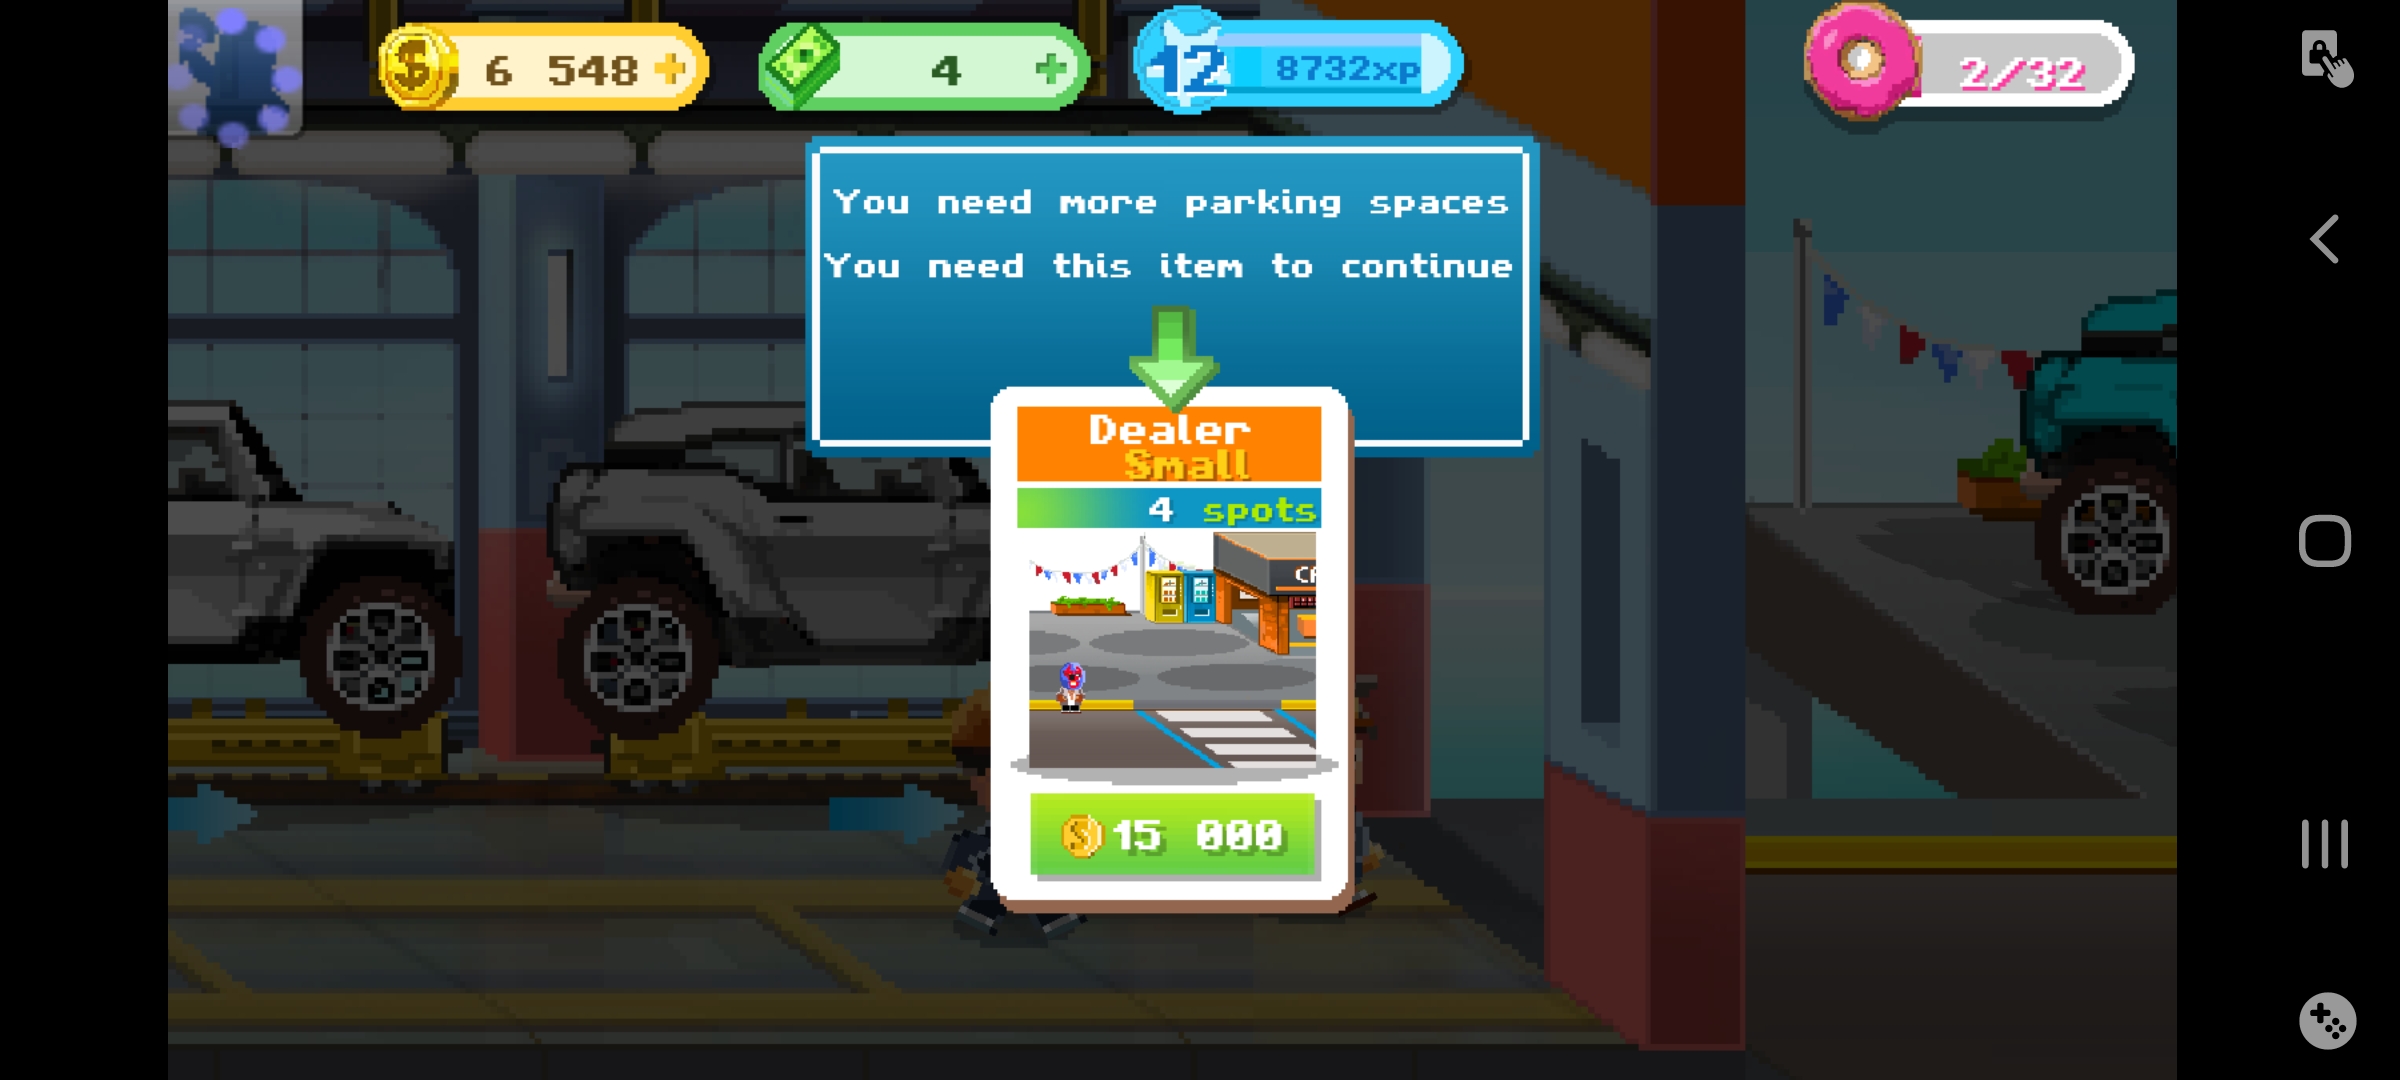 6 548
4
12
8732xp
2/32
You need more parking spaces
You need this item to continue
Dealer
Small
4 spots
15 000